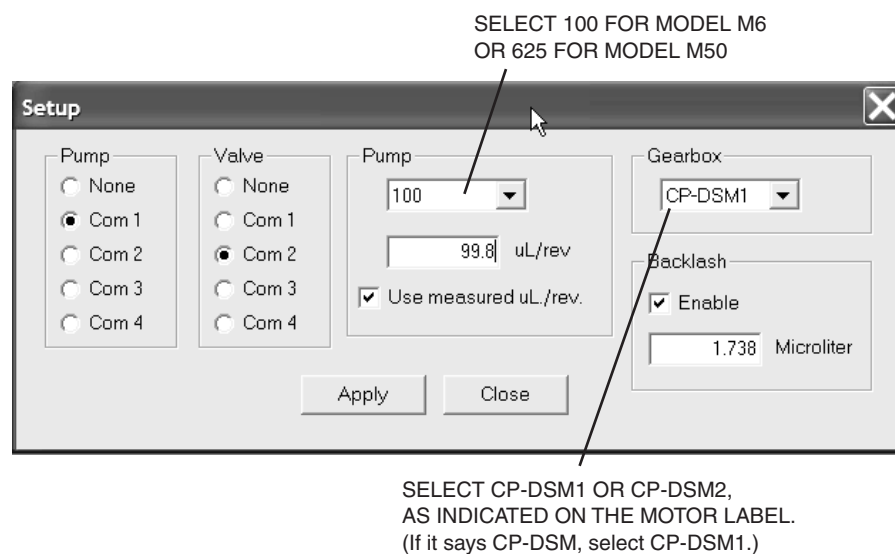 SELECT 100 FOR MODEL M6
OR 625 FOR MODEL M50
Setup
Pump
None
Com 1
Com 2
Com 3
Com 4
Valve
None
Com 1
Com 2
Com 3
Com 4
Pump
100
99.8 uL/rev
Use measured uL./rev.
Gearbox
CP-DSM1
Backlash
Enable
1.738 Microliter
Apply Close
SELECT CP-DSM1 OR CP-DSM2,
AS INDICATED ON THE MOTOR LABEL.
(If it says CP-DSM, select CP-DSM1.)